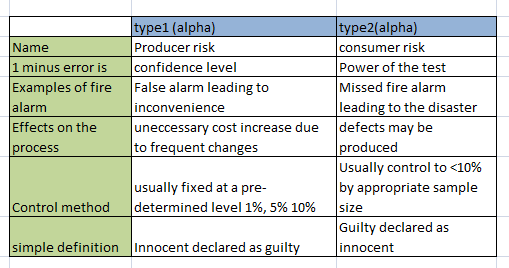 type1 (alpha) type2(alpha)
Name Producer risk consumer risk
1 minus error is confidence level Power of the test
Examples of fire alarm False alarm leading to inconvenience Missed fire alarm leading to the disaster
Effects on the process uneccessary cost increase due to frequent changes defects may be produced
Control method usually fixed at a pre-determined level 1%, 5% 10% Usually control to <10% by appropriate sample size
simple definition Innocent declared as guilty Guilty declared as innocent